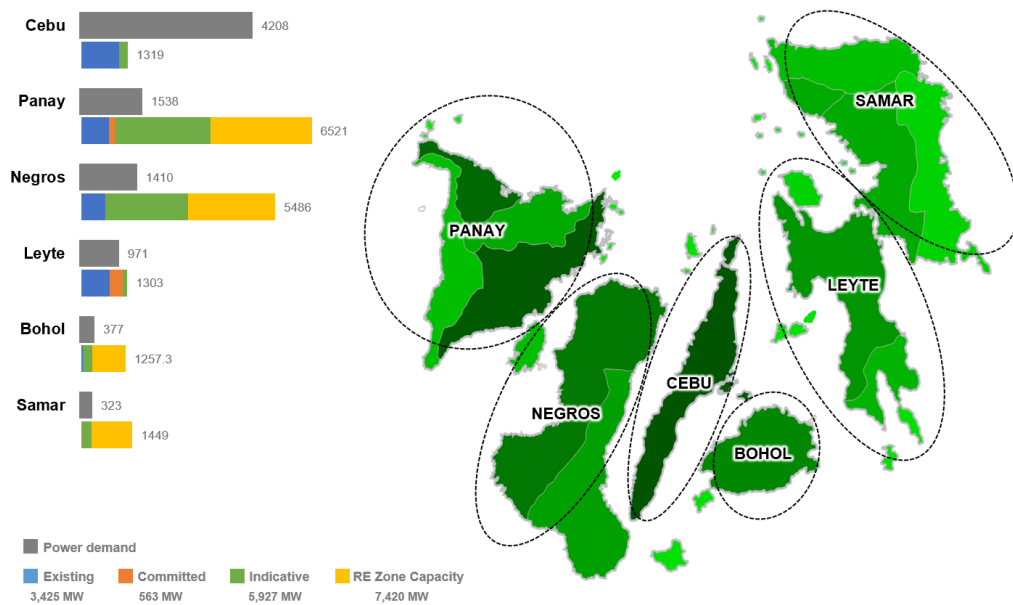 Cebu
4208
1319
Panay
1538
6521
Negros
1410
5486
Leyte
971
1303
Bohol
377
1257.3
Samar
323
1449
SAMAR
PANAY
LEYTE
CEBU
NEGROS
BOHOL
Power demand
Existing Committed Indicative RE Zone Capacity
3,425 MW 563 MW 5,927 MW 7,420 MW